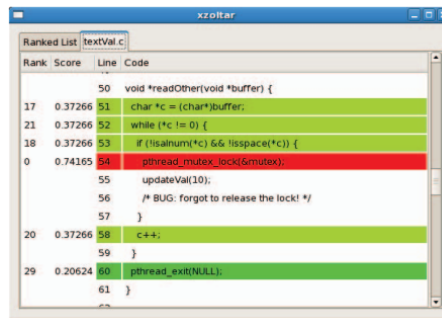 xzoltar
Ranked List textVal.c
Rank Score Line Code
50 void *readOther(void *buffer) {
17 0.37266 51 char *c = (char*)buffer;
21 0.37266 52 while (*c != 0) {
18 0.37266 53 if (!isalnum(*c) && !isspace(*c)) {
0 0.74165 54 pthread_mutex_lock(&mutex);
55 updateVal(10);
56 /* BUG: forgot to release the lock! */
57 }
20 0.37266 58 c++;
59 }
29 0.20624 60 pthread_exit(NULL);
61 }